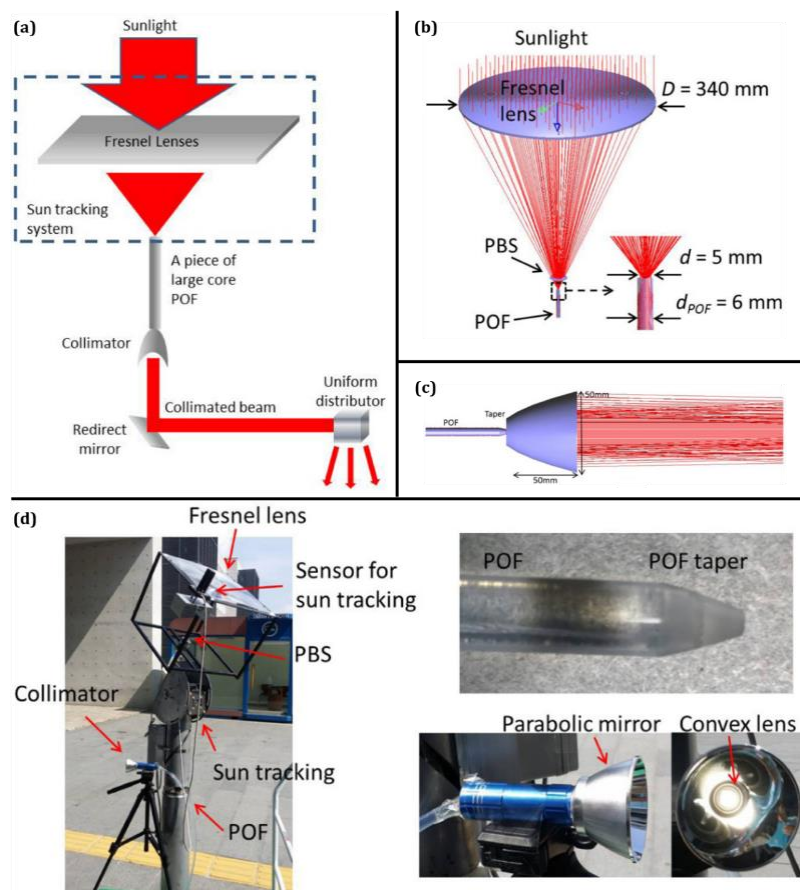 (a)
Sunlight
Fresnel Lenses
Sun tracking
system
A piece of
large core
POF
Collimator
Collimated beam
Uniform
distributor
Redirect
mirror
(b)
Sunlight
Fresnel
lens
D = 340 mm
PBS
d = 5 mm
POF
dPOF = 6 mm
(c)
POF
Taper
50mm
50mm
(d)
Fresnel lens
Sensor for
sun tracking
PBS
Collimator
Sun tracking
POF
POF
POF taper
Parabolic mirror
Convex lens